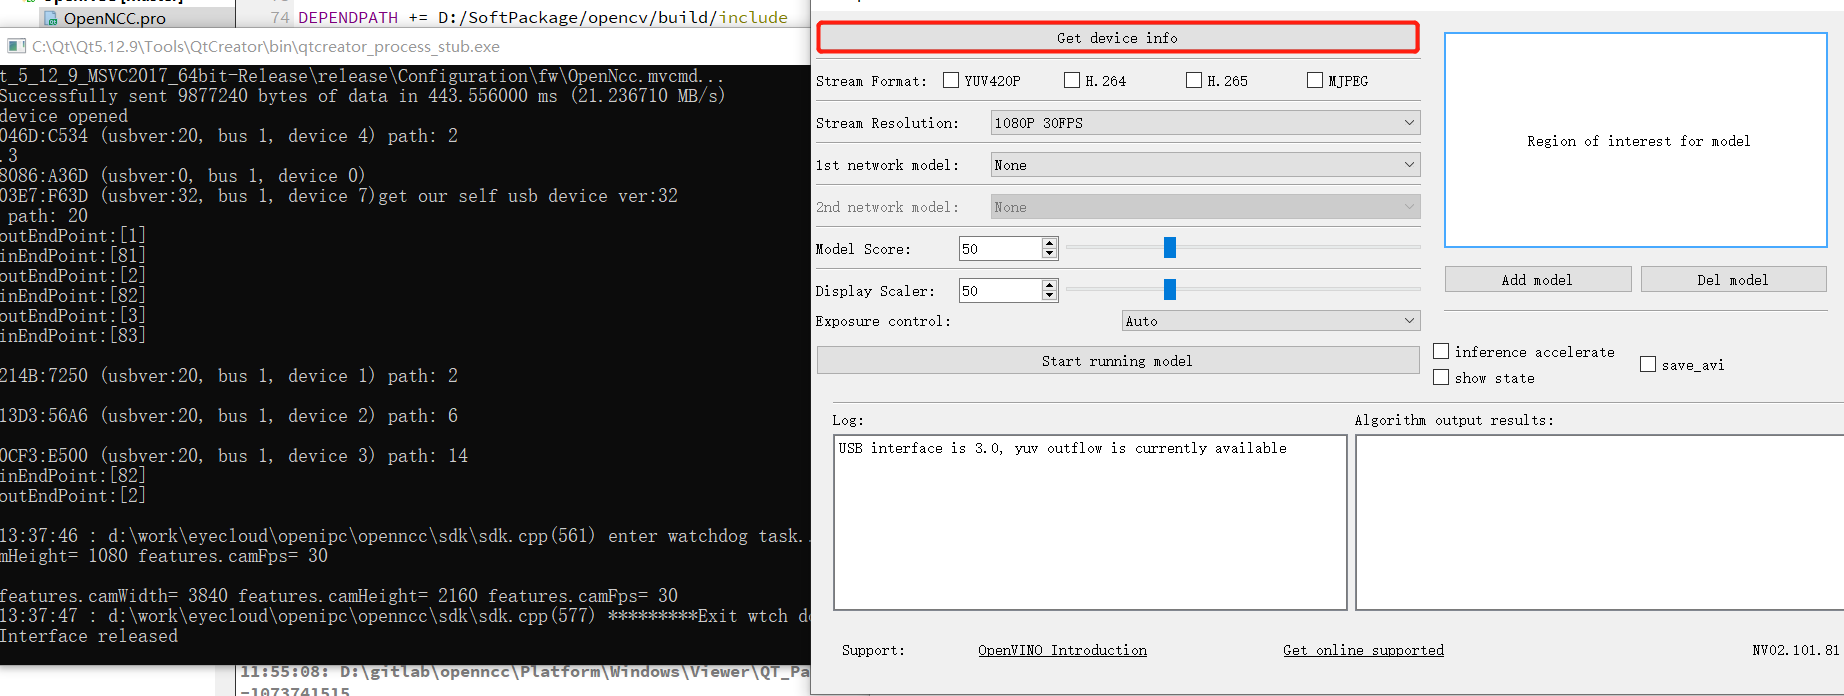 OpenNCC.pro
74 DEPENDPATH += D:/SoftPackage/opencv/build/include
C:\Qt\Qt5.12.9\Tools\QtCreator\bin\qtcreator_process_stub.exe
t_5_12_9_MSVC2017_64bit-Release\release\Configuration\fw\OpenNcc.mvcmd...
Successfully sent 9877240 bytes of data in 443.556000 ms (21.236710 MB/s)
device opened
046D:C534 (usbver:20, bus 1, device 4) path: 2
.3
8086:A36D (usbver:0, bus 1, device 0)
03E7:F63D (usbver:32, bus 1, device 7)get our self usb device ver:32
path: 20
outEndPoint:[1]
inEndPoint:[81]
outEndPoint:[2]
inEndPoint:[82]
outEndPoint:[3]
inEndPoint:[83]
214B:7250 (usbver:20, bus 1, device 1) path: 2
13D3:56A6 (usbver:20, bus 1, device 2) path: 6
0CF3:E500 (usbver:20, bus 1, device 3) path: 14
inEndPoint:[82]
outEndPoint:[2]
13:37:46 : d:\work\eyecloud\openipc\openncc\sdk\sdk.cpp(561) enter watchdog task..
mHeight= 1080 features.camFps= 30
features.camWidth= 3840 features.camHeight= 2160 features.camFps= 30
13:37:47 : d:\work\eyecloud\openipc\openncc\sdk\sdk.cpp(577) *********Exit wtch
Interface released
11:55:08: D:\gitlab\openncc\Platform\Windows\Viewer\QT_Pa
-1073741515
Get device info
Stream Format: YUV420P H.264 H.265 MJPEG
Stream Resolution: 1080P 30FPS
1st network model: None
2nd network model: None
Model Score: 50
Display Scaler: 50
Exposure control: Auto
Start running model
Region of interest for model
Add model Del model
inference accelerate
save_avi
show state
Log:
USB interface is 3.0, yuv outflow is currently available
Algorithm output results:
Support: OpenVINO Introduction Get online supported NV02.101.81